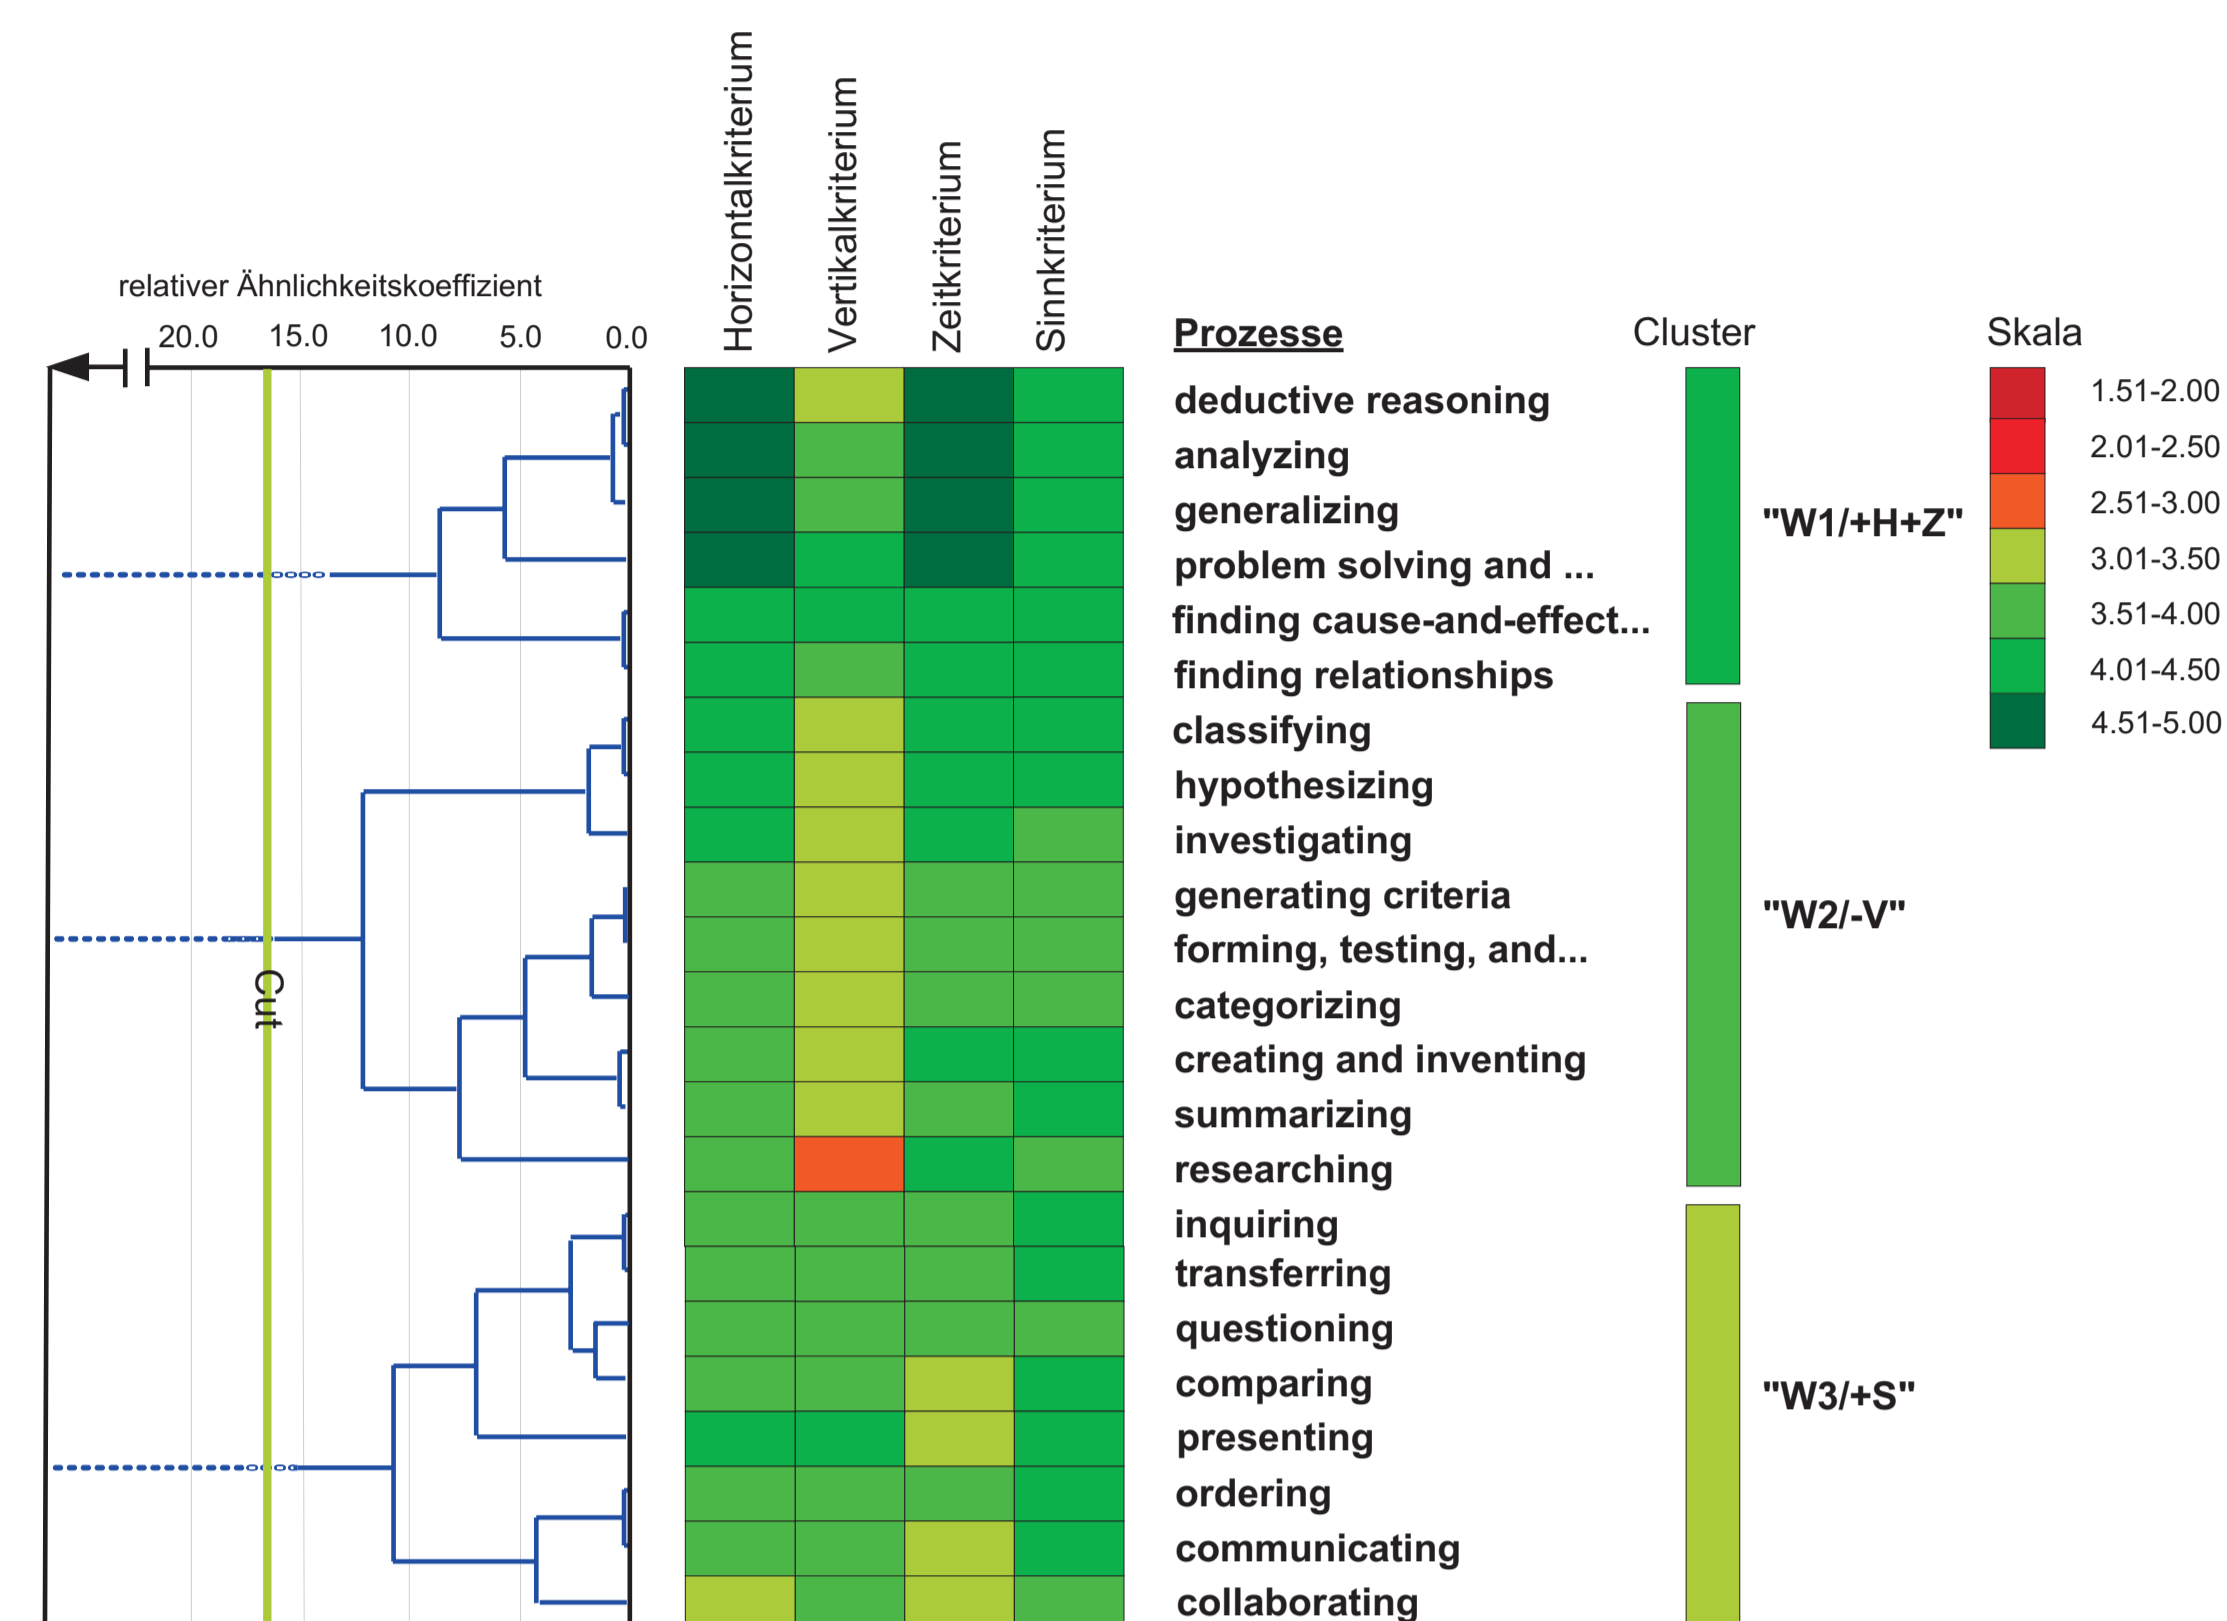 Horizontalkriterium
Vertikalkriterium
Zeitkriterium
Sinnkriterium
relativer Ähnlichkeitskoeffizient
20.0 15.0 10.0 5.0 0.0
Prozesse
Cluster
Skala
deductive reasoning
analyzing
generalizing
problem solving and ...
finding cause-and-effect...
finding relationships
classifying
hypothesizing
investigating
generating criteria
forming, testing, and...
categorizing
creating and inventing
summarizing
researching
inquiring
transferring
questioning
comparing
presenting
ordering
communicating
collaborating
Cut
"W1/+H+Z"
"W2/-V"
"W3/+S"
1.51-2.00
2.01-2.50
2.51-3.00
3.01-3.50
3.51-4.00
4.01-4.50
4.51-5.00